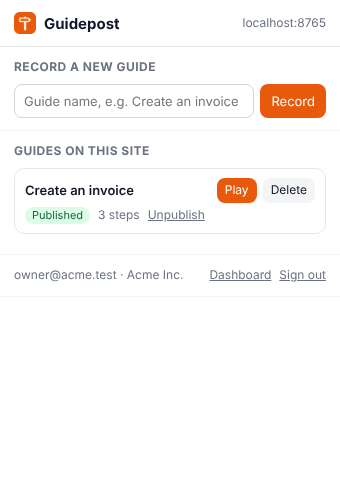 Guidepost localhost:8765
RECORD A NEW GUIDE
Guide name, e.g. Create an invoice Record
GUIDES ON THIS SITE
Create an invoice Play Delete
Published 3 steps Unpublish
owner@acme.test · Acme Inc. Dashboard Sign out